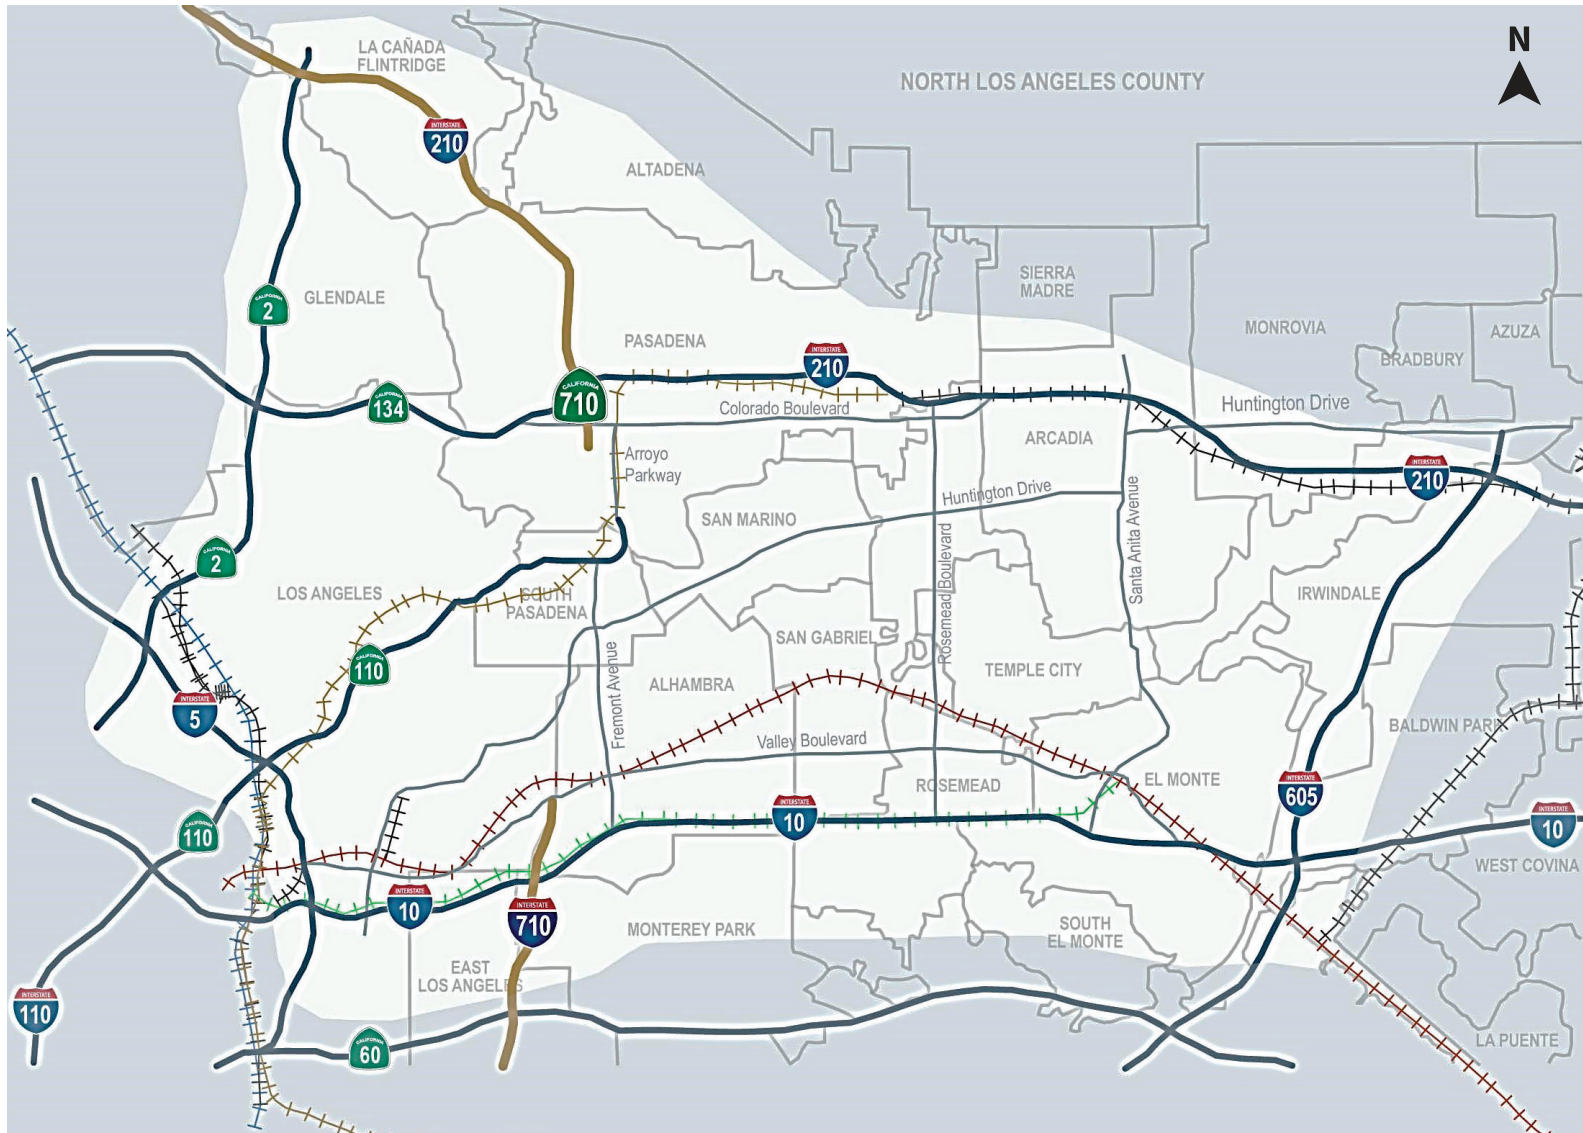 N
LA CAÑADA
FLINTRIDGE
NORTH LOS ANGELES COUNTY
INTERSTATE
210
ALTADENA
SIERRA
MADRE
CALIFORNIA
2
GLENDALE
MONROVIA
AZUZA
BRADBURY
PASADENA
INTERSTATE
210
CALIFORNIA
134
CALIFORNIA
710
Colorado Boulevard
Huntington Drive
ARCADIA
Arroyo
Parkway
INTERSTATE
210
Huntington Drive
SAN MARINO
Santa Anita Avenue
Rosemead Boulevard
CALIFORNIA
2
LOS ANGELES
SOUTH
PASADENA
IRWINDALE
SAN GABRIEL
CALIFORNIA
110
TEMPLE CITY
ALHAMBRA
Fremont Avenue
INTERSTATE
5
BALDWIN PARK
Valley Boulevard
ROSEMEAD
EL MONTE
INTERSTATE
605
CALIFORNIA
110
INTERSTATE
10
INTERSTATE
10
WEST COVINA
INTERSTATE
10
INTERSTATE
710
MONTEREY PARK
SOUTH
EL MONTE
EAST
LOS ANGELES
INTERSTATE
110
CALIFORNIA
60
LA PUENTE